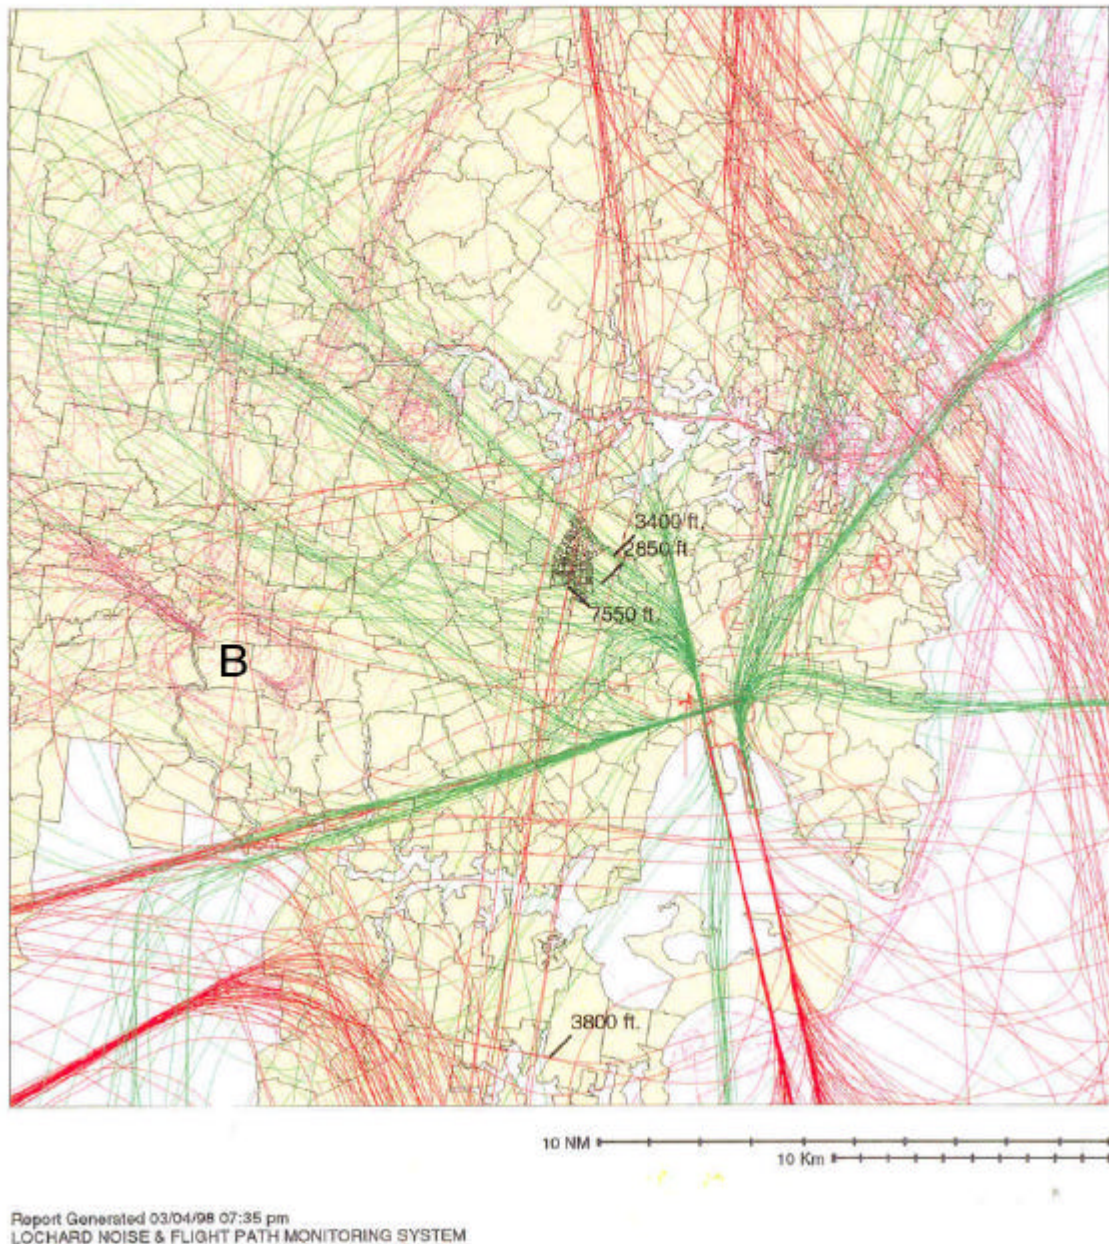 3400 ft.
2850 ft.
7550 ft.
B
3800 ft.
10 NM
10 Km
Report Generated 03/04/98 07:35 pm
LOCHARD NOISE & FLIGHT PATH MONITORING SYSTEM